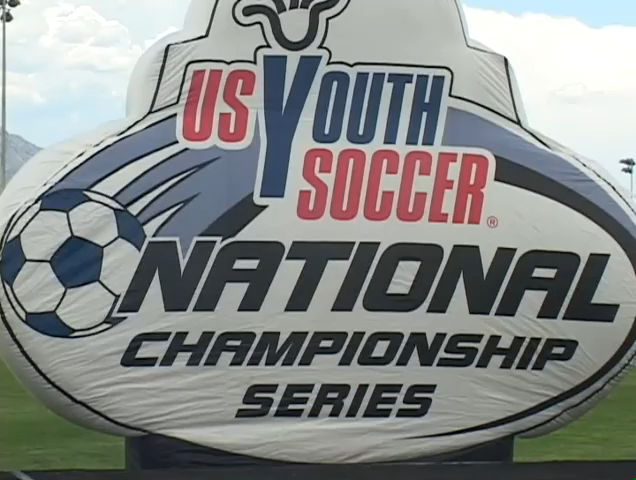 US YOUTH
SOCCER®
NATIONAL
CHAMPIONSHIP
SERIES